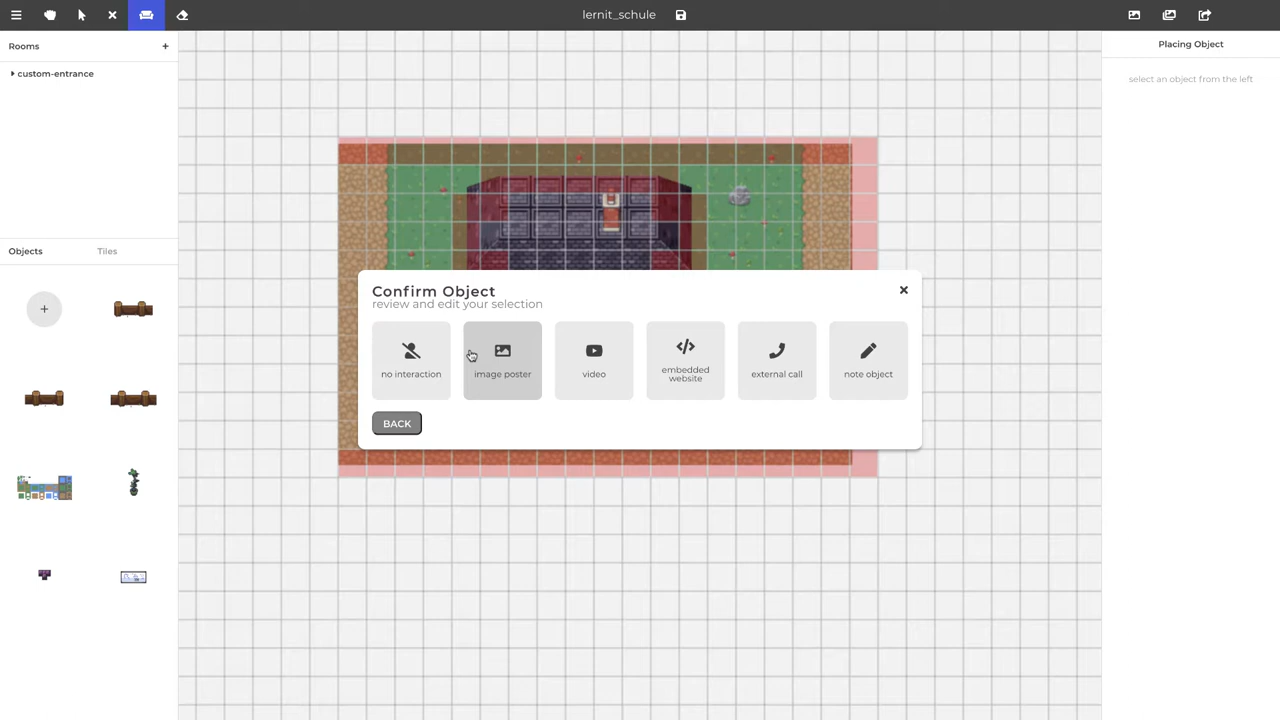 lernit_schule
Rooms
+
custom-entrance
Objects
Tiles
+
Placing Object
select an object from the left
Confirm Object
review and edit your selection
no interaction
image poster
video
embedded
website
external call
note object
BACK